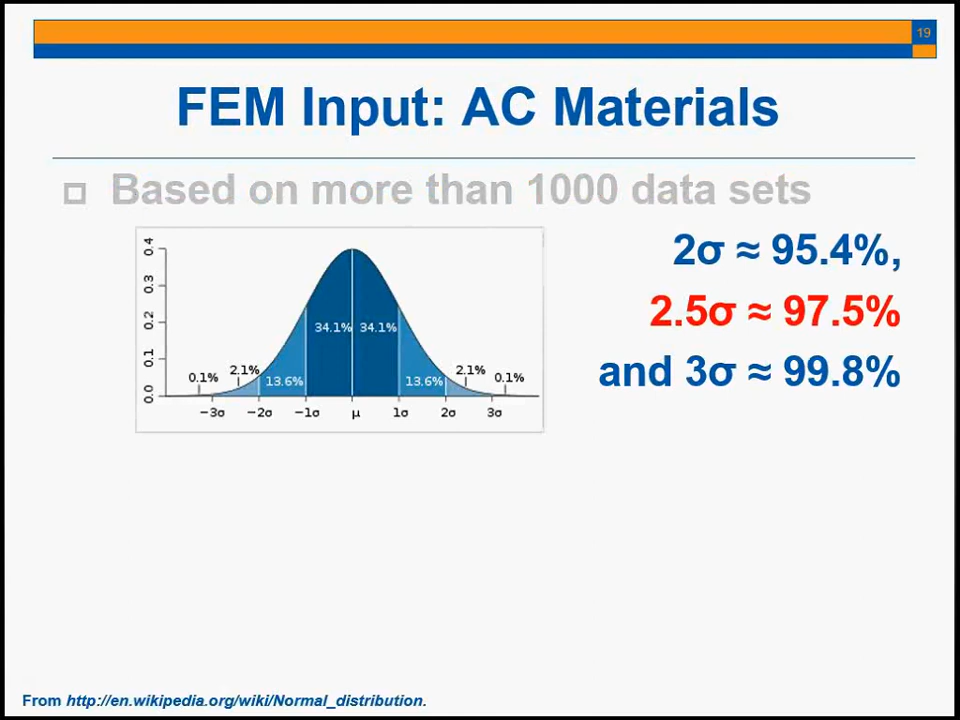 19
FEM Input: AC Materials
Based on more than 1000 data sets
2σ ≈ 95.4%,
2.5σ ≈ 97.5%
and 3σ ≈ 99.8%
0.4
0.3
0.2
0.1
0.0
34.1% 34.1%
0.1% 2.1% 13.6% 13.6% 2.1% 0.1%
−3σ −2σ −1σ μ 1σ 2σ 3σ
From http://en.wikipedia.org/wiki/Normal_distribution.